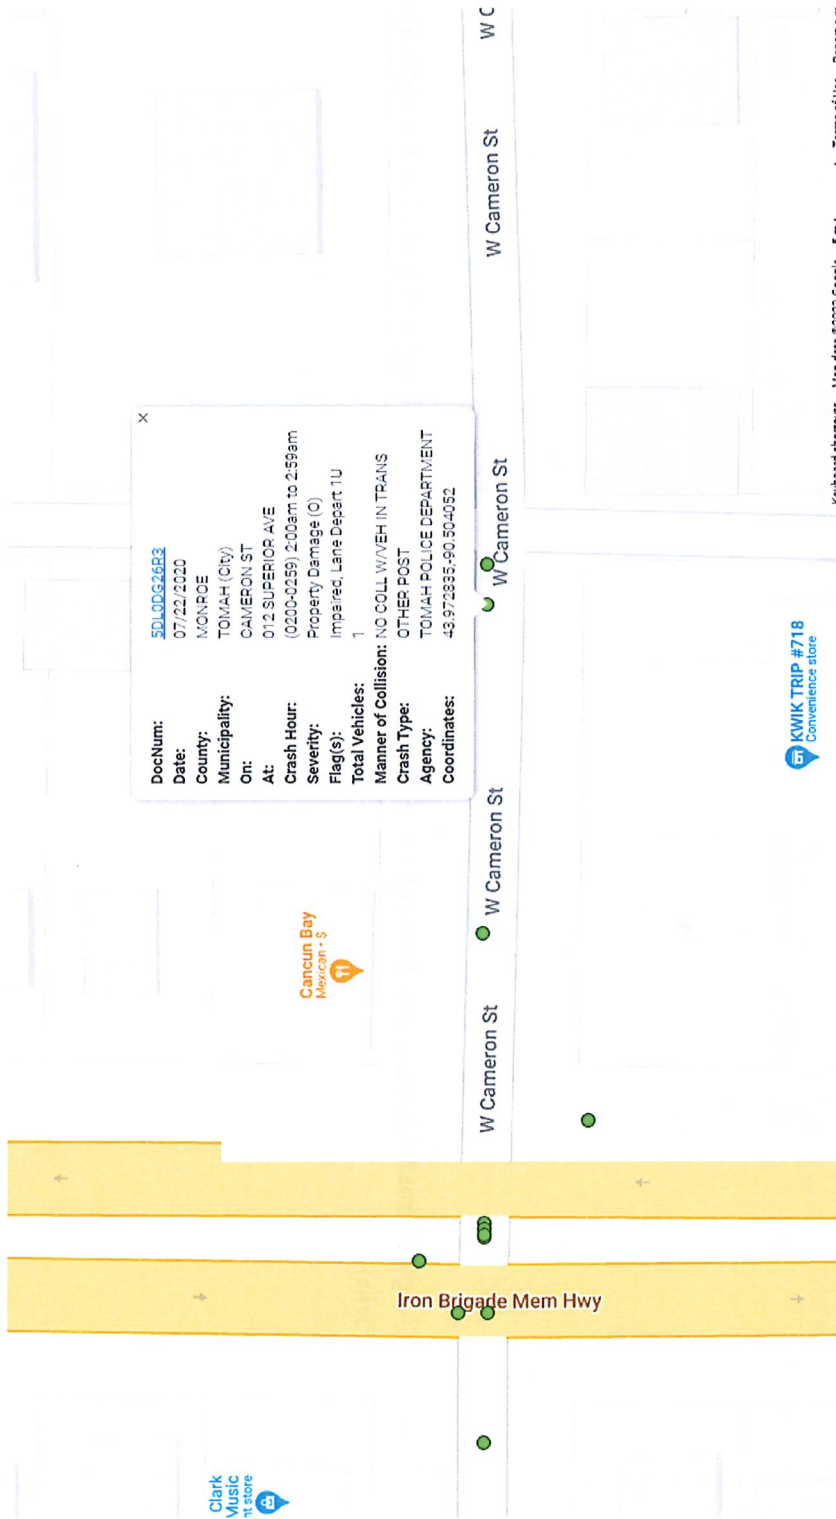 DocNum: 5DL0DG26R3
Date: 07/22/2020
County: MONROE
Municipality: TOMAH (City)
On: CAMERON ST
At: 012 SUPERIOR AVE
Crash Hour: (0200-0259) 2:00am to 2:59am
Severity: Property Damage (O)
Flag(s): Impaired, Lane Depart 1U
Total Vehicles: 1
Manner of Collision: NO COLL W/VEH IN TRANS
Crash Type: OTHER POST
Agency: TOMAH POLICE DEPARTMENT
Coordinates: 43.972835,-90.504052
×
Clark
Music
nt store
Cancun Bay
Mexican · $
Iron Brigade Mem Hwy
W Cameron St
W Cameron St
W Cameron St
W Cameron St
W C
KWIK TRIP #718
Convenience store